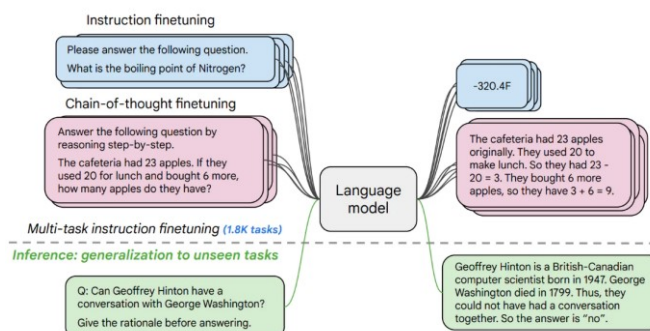 Instruction finetuning
Please answer the following question.
What is the boiling point of Nitrogen?
-320.4F
Chain-of-thought finetuning
Answer the following question by
reasoning step-by-step.
The cafeteria had 23 apples. If they
used 20 for lunch and bought 6 more,
how many apples do they have?
Language
model
The cafeteria had 23 apples
originally. They used 20 to
make lunch. So they had 23 -
20 = 3. They bought 6 more
apples, so they have 3 + 6 = 9.
Multi-task instruction finetuning (1.8K tasks)
Inference: generalization to unseen tasks
Q: Can Geoffrey Hinton have a
conversation with George Washington?
Give the rationale before answering.
Geoffrey Hinton is a British-Canadian
computer scientist born in 1947. George
Washington died in 1799. Thus, they
could not have had a conversation
together. So the answer is “no”.